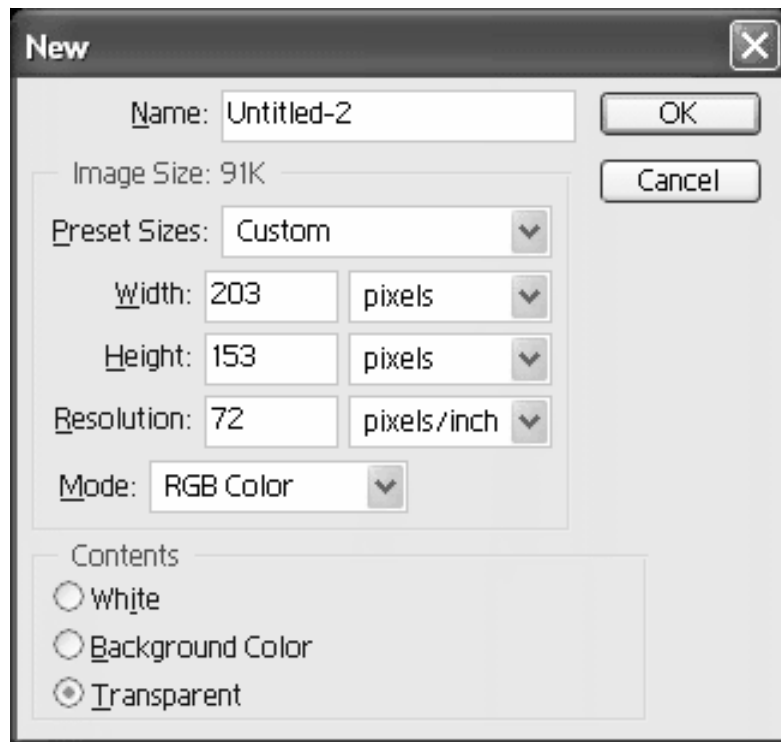 New
Name: Untitled-2
OK
Image Size: 91K
Cancel
Preset Sizes: Custom
Width: 203 pixels
Height: 153 pixels
Resolution: 72 pixels/inch
Mode: RGB Color
Contents
White
Background Color
Transparent